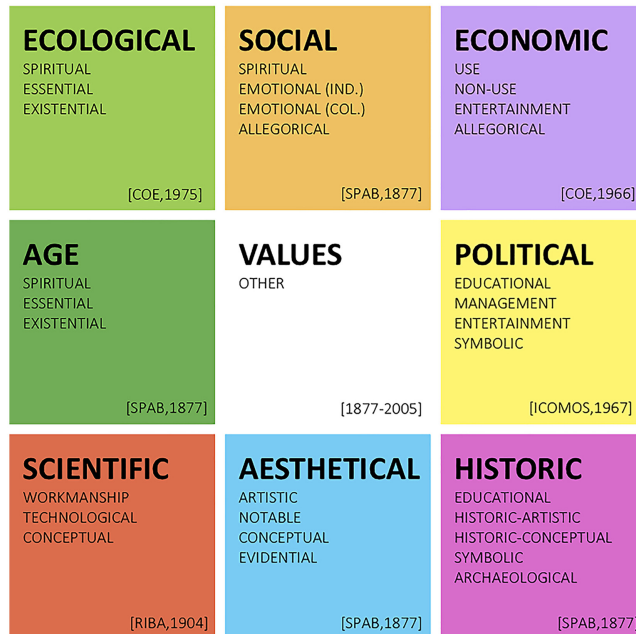 ECOLOGICAL
SPIRITUAL
ESSENTIAL
EXISTENTIAL
[COE,1975]
SOCIAL
SPIRITUAL
EMOTIONAL (IND.)
EMOTIONAL (COL.)
ALLEGORICAL
[SPAB,1877]
ECONOMIC
USE
NON-USE
ENTERTAINMENT
ALLEGORICAL
[COE,1966]
AGE
SPIRITUAL
ESSENTIAL
EXISTENTIAL
[SPAB,1877]
VALUES
OTHER
[1877-2005]
POLITICAL
EDUCATIONAL
MANAGEMENT
ENTERTAINMENT
SYMBOLIC
[ICOMOS,1967]
SCIENTIFIC
WORKMANSHIP
TECHNOLOGICAL
CONCEPTUAL
[RIBA,1904]
AESTHETICAL
ARTISTIC
NOTABLE
CONCEPTUAL
EVIDENTIAL
[SPAB,1877]
HISTORIC
EDUCATIONAL
HISTORIC-ARTISTIC
HISTORIC-CONCEPTUAL
SYMBOLIC
ARCHAEOLOGICAL
[SPAB,1877]